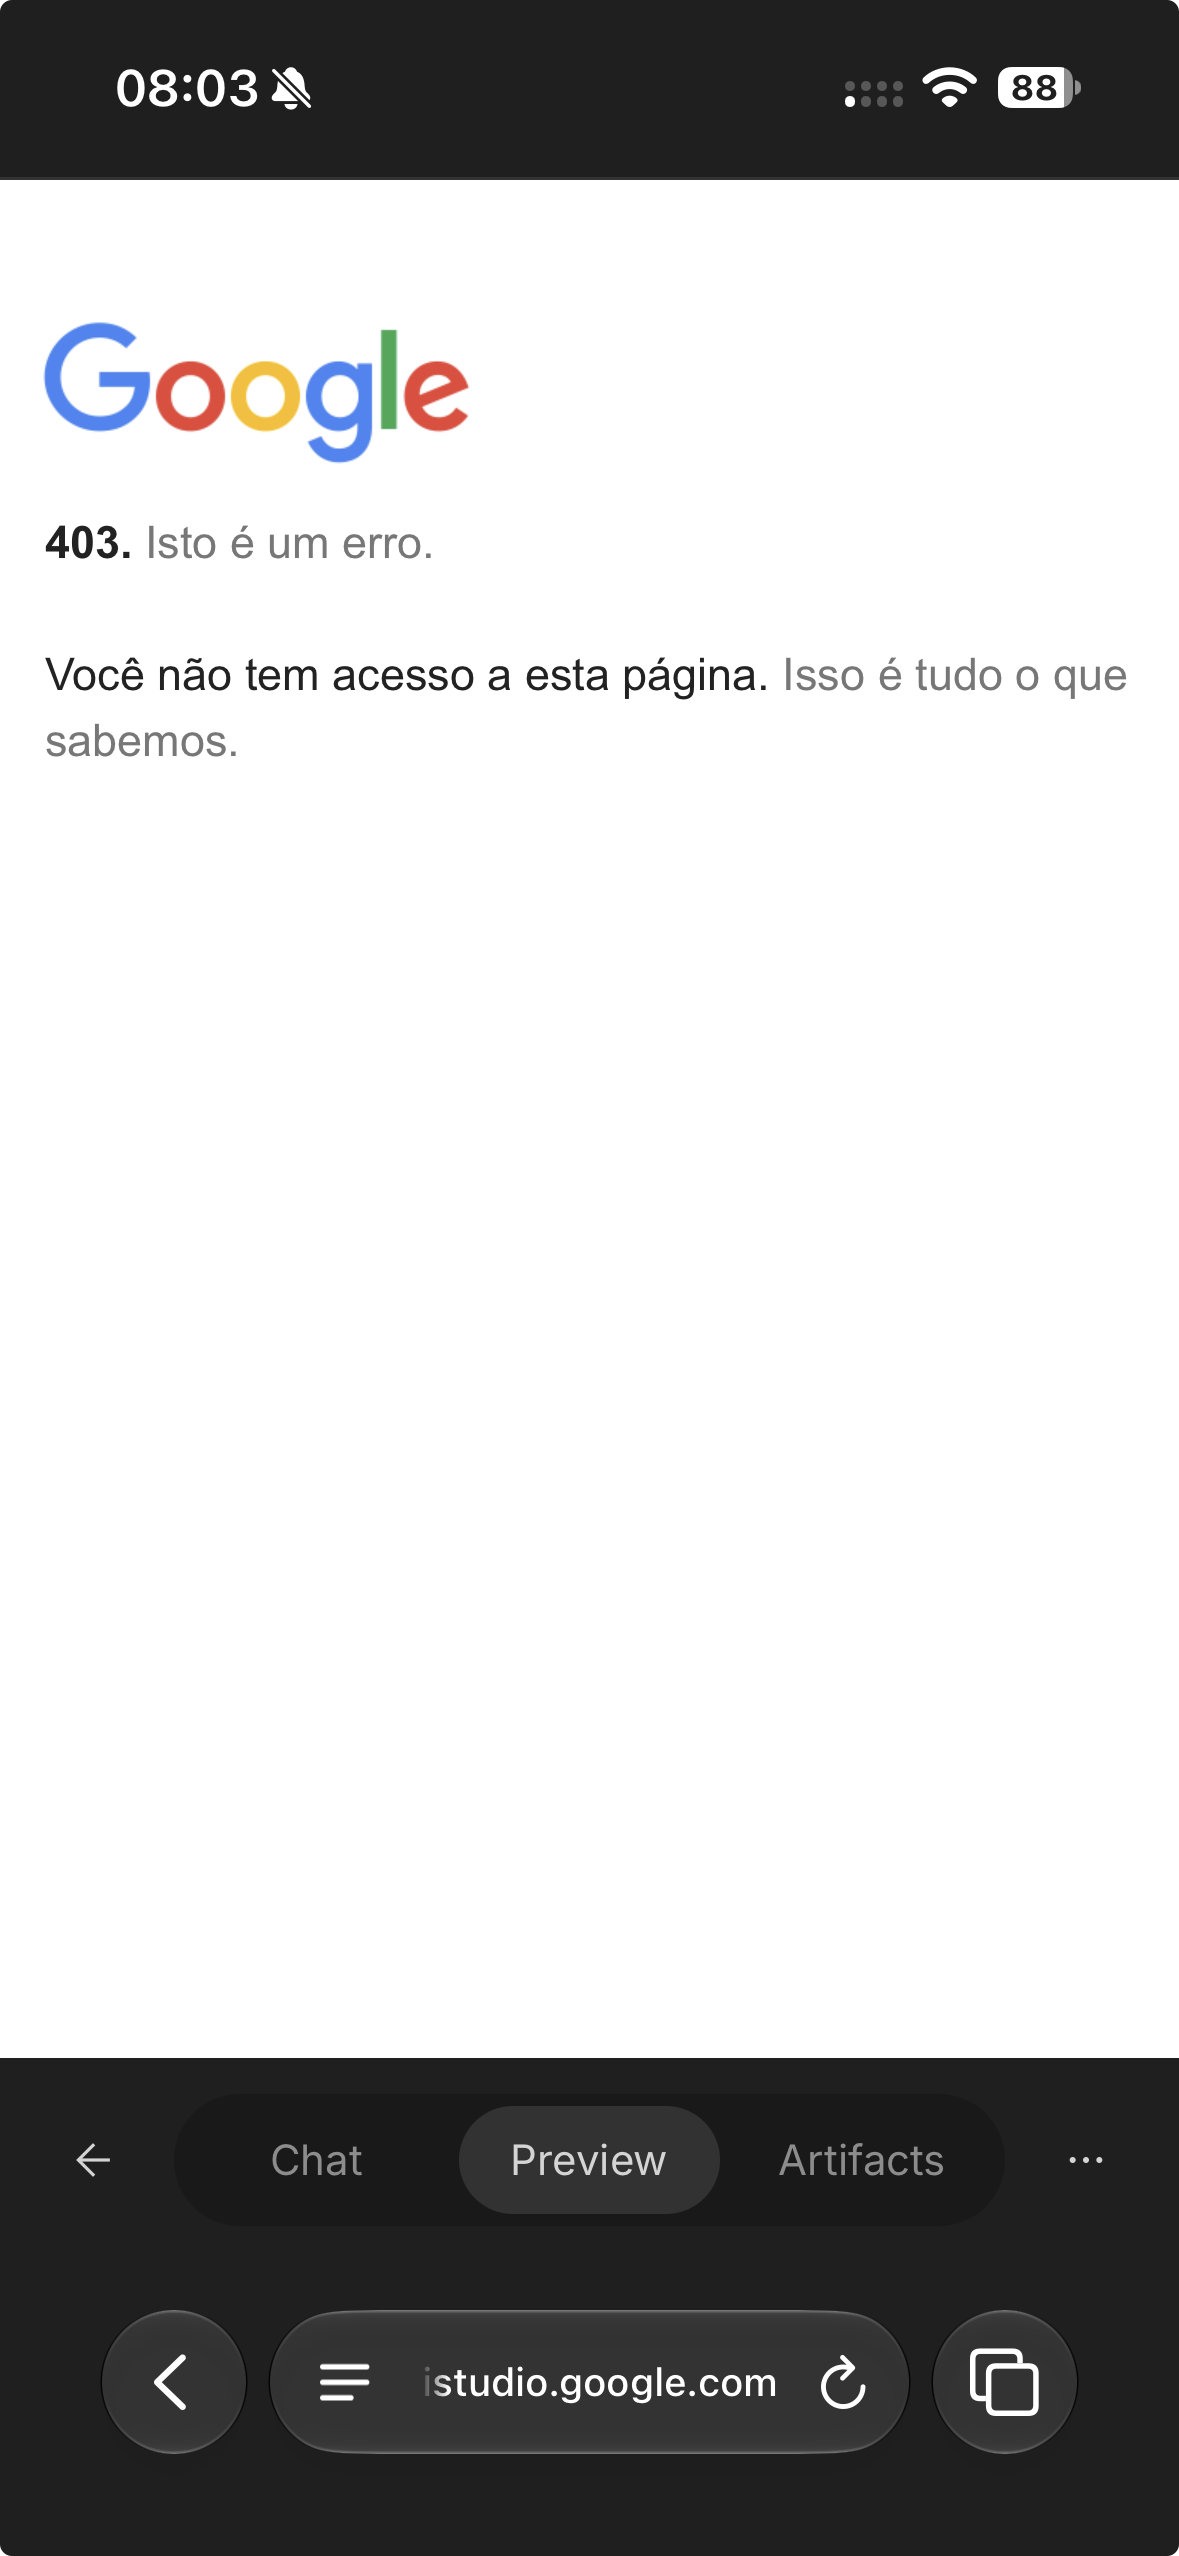 08:03
88
Google
403. Isto é um erro.
Você não tem acesso a esta página. Isso é tudo o que
sabemos.
Chat
Preview
Artifacts
istudio.google.com